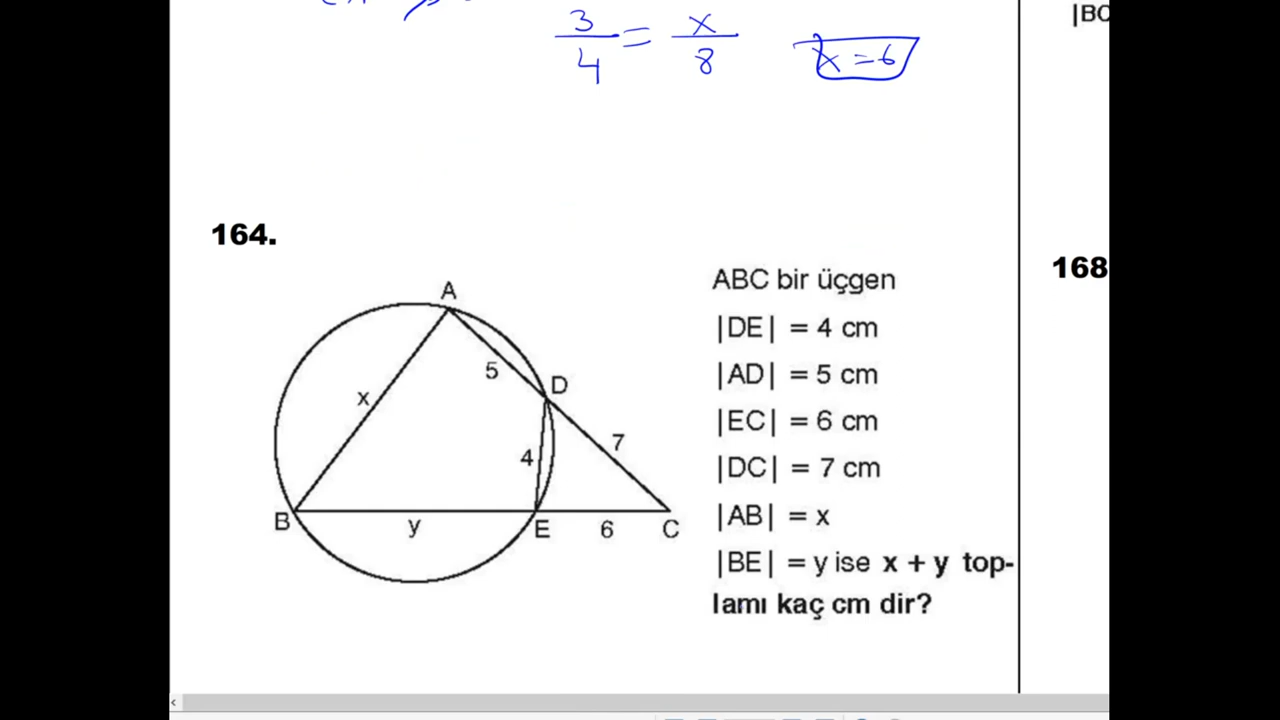 3/4 = x/8 x = 6
|BC
164.
168
A
ABC bir üçgen
|DE| = 4 cm
5
|AD| = 5 cm
D
x
|EC| = 6 cm
7
4
|DC| = 7 cm
B
y
E
6
C
|AB| = x
|BE| = y ise x + y top-
lamı kaç cm dir?